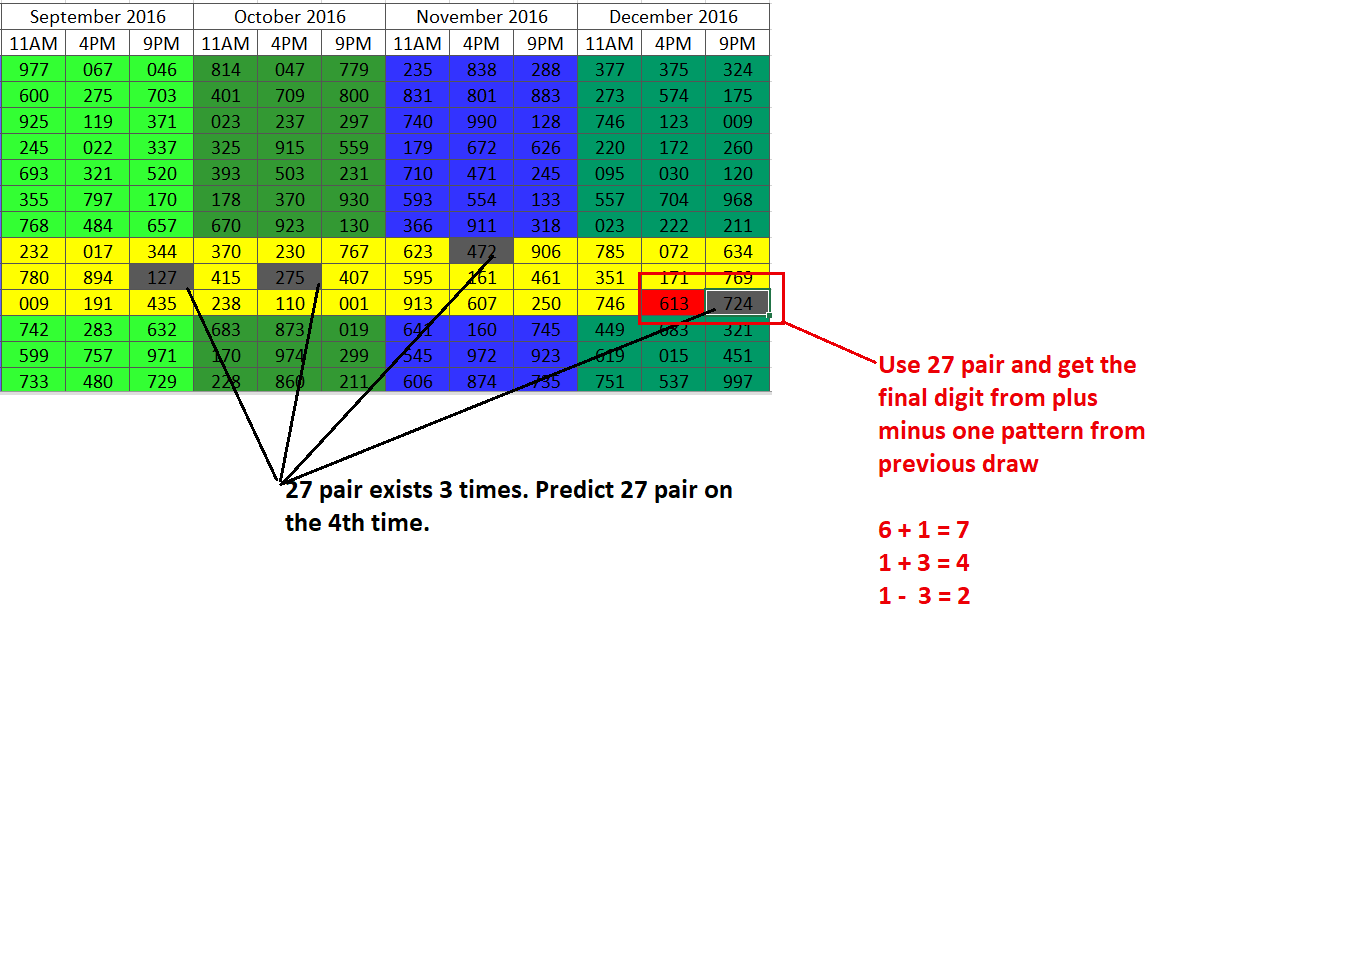 September 2016 October 2016 November 2016 December 2016
11AM 4PM 9PM 11AM 4PM 9PM 11AM 4PM 9PM 11AM 4PM 9PM
977 067 046 814 047 779 235 838 288 377 375 324
600 275 703 401 709 800 831 801 883 273 574 175
925 119 371 023 237 297 740 990 128 746 123 009
245 022 337 325 915 559 179 672 626 220 172 260
693 321 520 393 503 231 710 471 245 095 030 120
355 797 170 178 370 930 593 554 133 557 704 968
768 484 657 670 923 130 366 911 318 023 222 211
232 017 344 370 230 767 623 472 906 785 072 634
780 894 127 415 275 407 595 161 461 351 171 769
009 191 435 238 110 001 913 607 250 746 613 724
742 283 632 683 873 019 641 160 745 449 683 321
599 757 971 170 974 299 545 972 923 619 015 451
733 480 729 228 860 211 606 874 735 751 537 997
Use 27 pair and get the
final digit from plus
minus one pattern from
previous draw
27 pair exists 3 times. Predict 27 pair on
the 4th time.
6 + 1 = 7
1 + 3 = 4
1 - 3 = 2